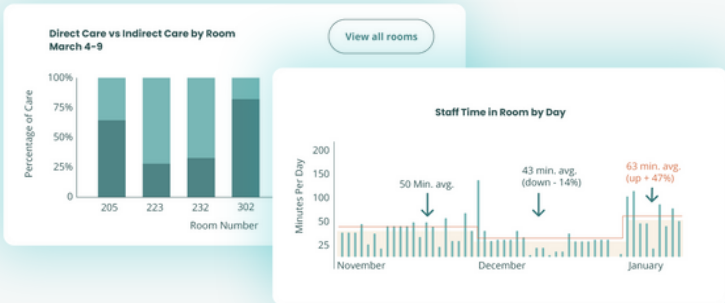 Direct Care vs Indirect Care by Room
March 4-9
View all rooms
Percentage of Care
100%
75%
50%
25%
0
205 223 232 302
Room Number
Staff Time in Room by Day
Minutes Per Day
200
150
100
50
25
50 Min. avg.
43 min. avg.
(down - 14%)
63 min. avg.
(up + 47%)
November December January